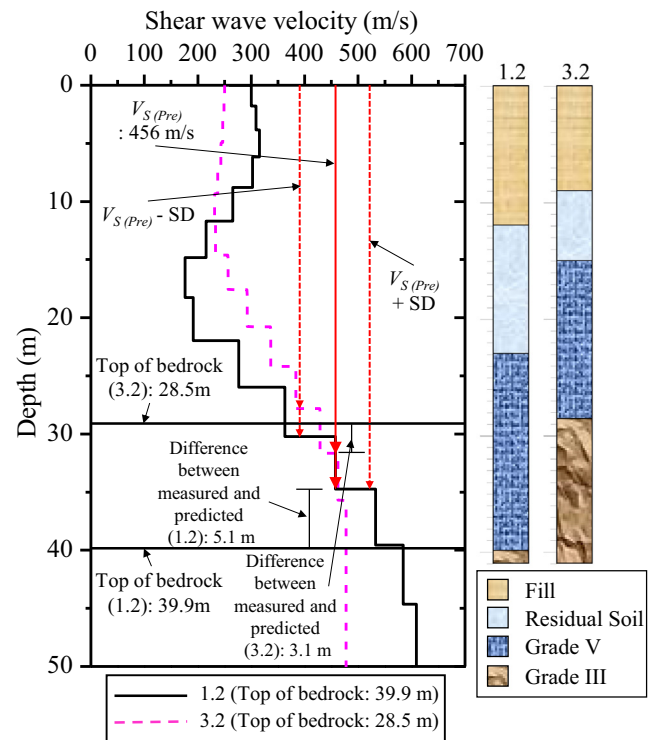 Shear wave velocity (m/s)
0 100 200 300 400 500 600 700
1.2 3.2
Depth (m)
0
10
20
30
40
50
V_S (Pre)
: 456 m/s
V_S (Pre) - SD
V_S (Pre)
+ SD
Top of bedrock
(3.2): 28.5m
Difference
between
measured and
predicted
(1.2): 5.1 m
Top of bedrock
(1.2): 39.9m
Difference
between
measured and
predicted
(3.2): 3.1 m
Fill
Residual Soil
Grade V
Grade III
1.2 (Top of bedrock: 39.9 m)
3.2 (Top of bedrock: 28.5 m)